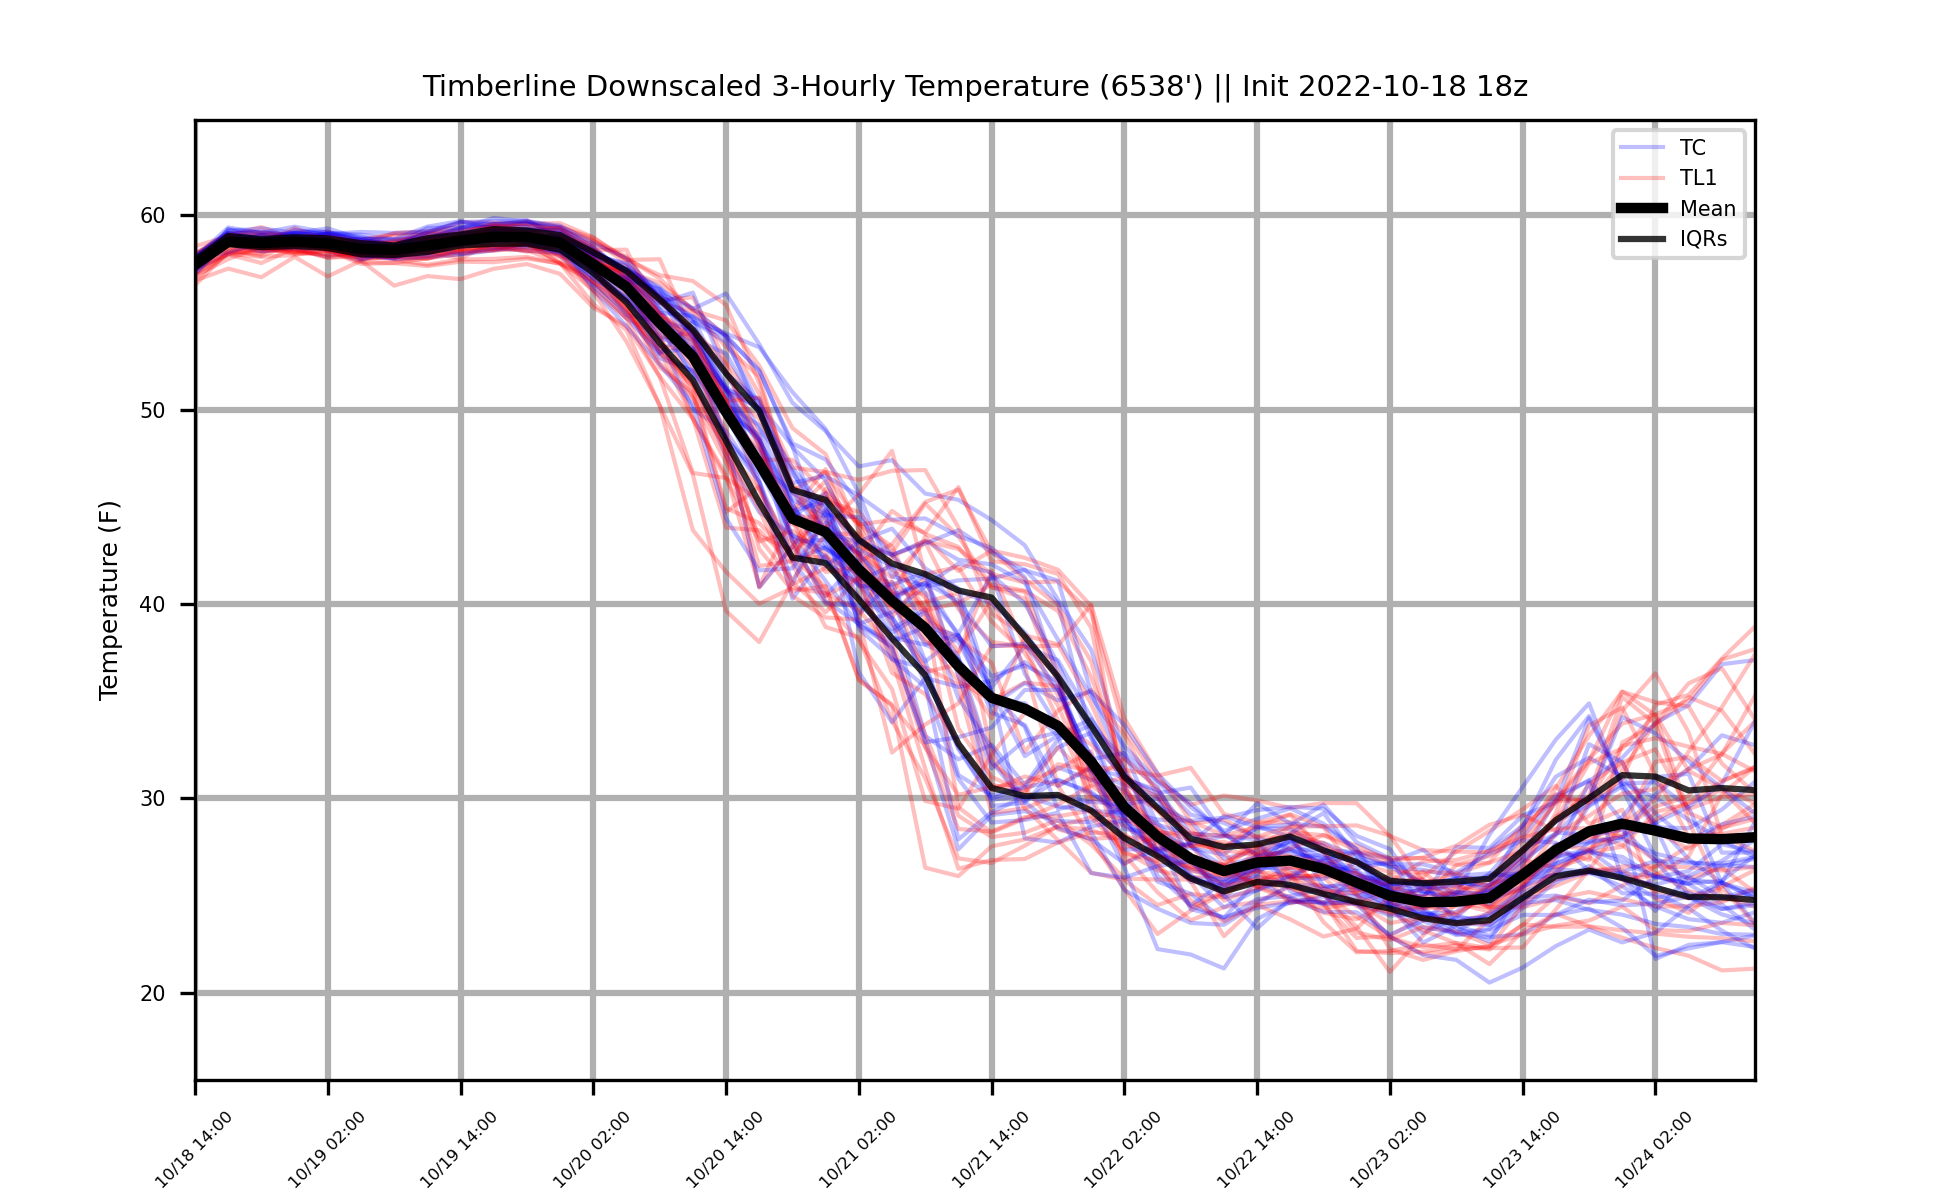 Timberline Downscaled 3-Hourly Temperature (6538') || Init 2022-10-18 18z
TC
TL1
Mean
IQRs
Temperature (F)
60
50
40
30
20
10/18 14:00
10/19 02:00
10/19 14:00
10/20 02:00
10/20 14:00
10/21 02:00
10/21 14:00
10/22 02:00
10/22 14:00
10/23 02:00
10/23 14:00
10/24 02:00